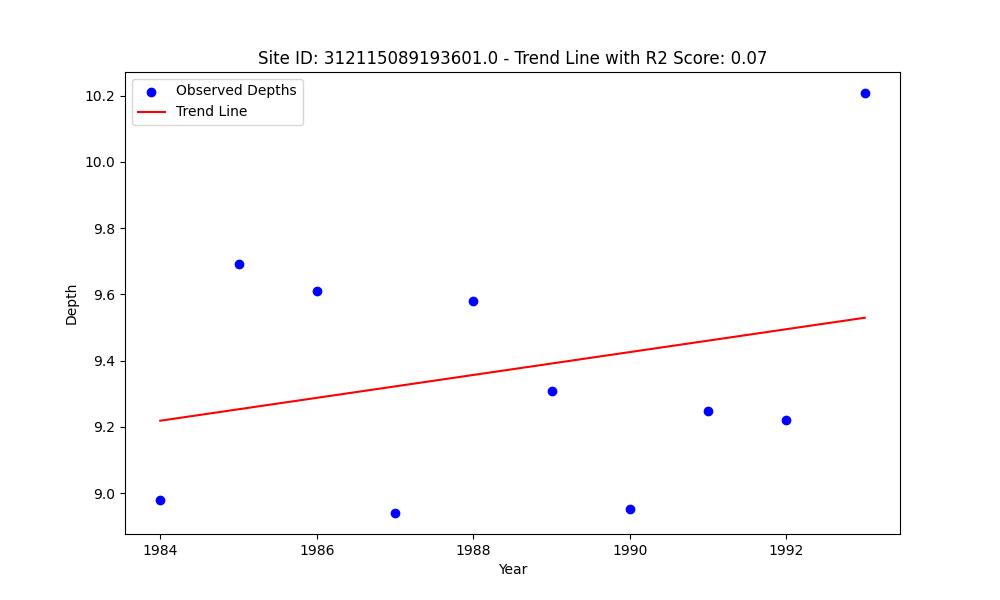 Site ID: 312115089193601.0 - Trend Line with R2 Score: 0.07
Observed Depths
Trend Line
10.2
10.0
9.8
9.6
9.4
9.2
9.0
Depth
1984
1986
1988
1990
1992
Year